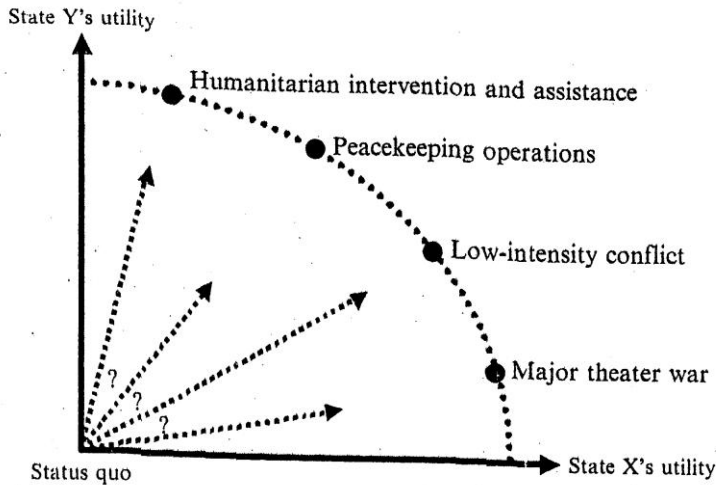 State Y's utility
Humanitarian intervention and assistance
Peacekeeping operations
Low-intensity conflict
Major theater war
?
?
?
Status quo
State X's utility